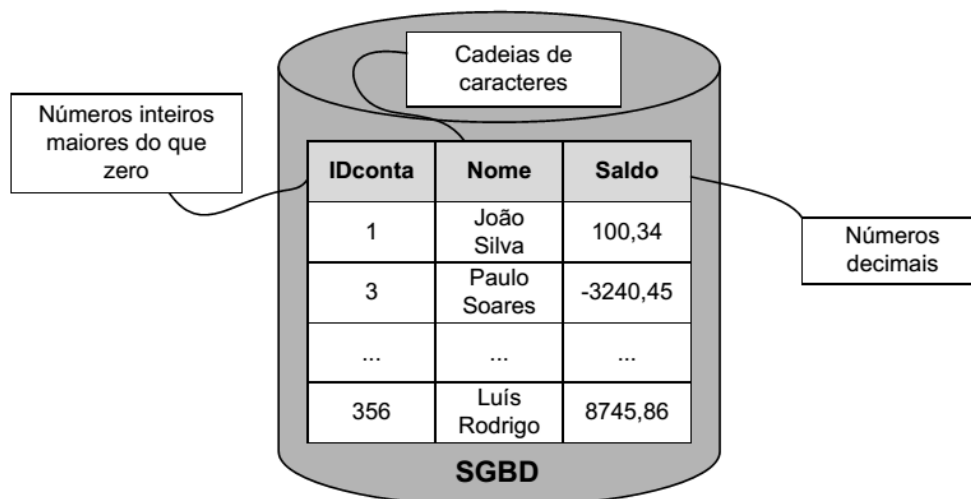 Cadeias de
caracteres
Números inteiros
maiores do que
zero
IDconta Nome Saldo
1 João Silva 100,34
3 Paulo Soares -3240,45
... ... ...
356 Luís Rodrigo 8745,86
Números
decimais
SGBD